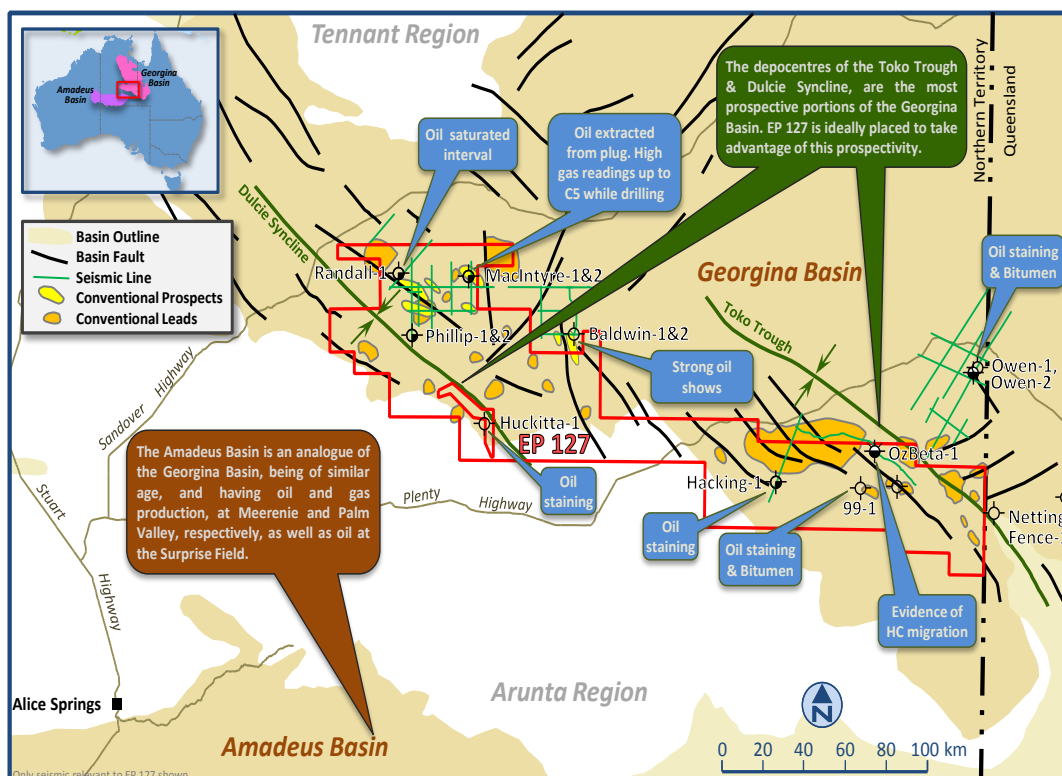 Tennant Region
Georgina
Basin
Amadeus
Basin
Basin Outline
Basin Fault
Seismic Line
Conventional Prospects
Conventional Leads
Oil saturated
interval
Oil extracted
from plug. High
gas readings up to
C5 while drilling
The depocentres of the Toko Trough
& Dulcie Syncline, are the most
prospective portions of the Georgina
Basin. EP 127 is ideally placed to take
advantage of this prospectivity.
Northern Territory
Queensland
Dulcie Syncline
Randall-1
MacIntyre-1&2
Georgina Basin
Oil staining
& Bitumen
Phillip-1&2
Baldwin-1&2
Toko Trough
Strong oil
shows
Owen-1,
Owen-2
Sandover Highway
Huckitta-1
EP 127
OzBeta-1
The Amadeus Basin is an analogue of
the Georgina Basin, being of similar
age, and having oil and gas
production, at Meerenie and Palm
Valley, respectively, as well as oil at
the Surprise Field.
Oil
staining
Plenty Highway
Hacking-1
99-1
Netting
Stuart Highway
Oil
staining
Oil staining
& Bitumen
Evidence of
HC migration
Arunta Region
Alice Springs
N
Amadeus Basin
0 20 40 60 80 100 km
Only seismic relevant to EP 127 shown